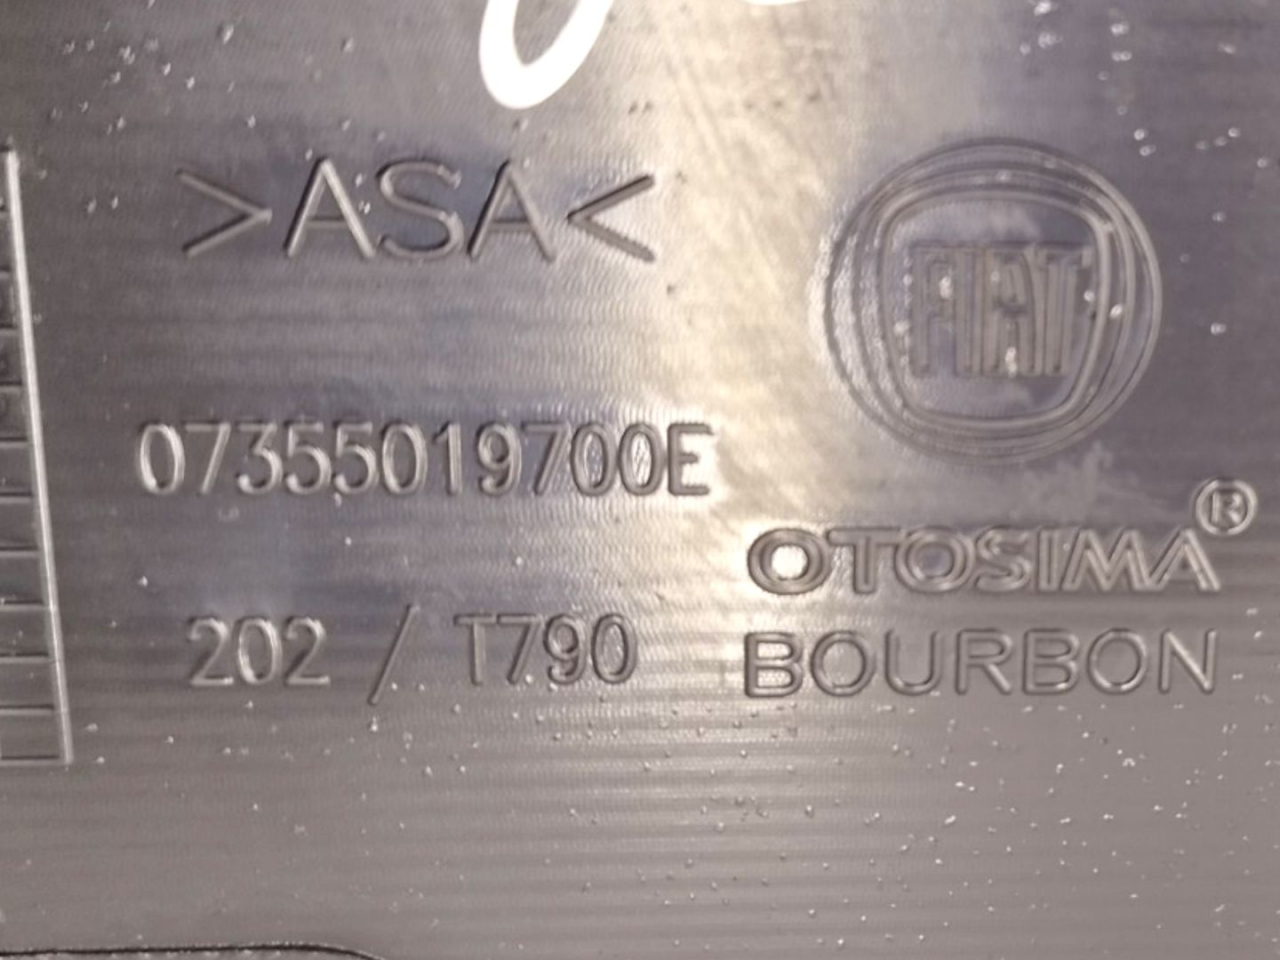 >ASA<
FIAT
07355019700E
OTOSIMA®
202 / T790
BOURBON